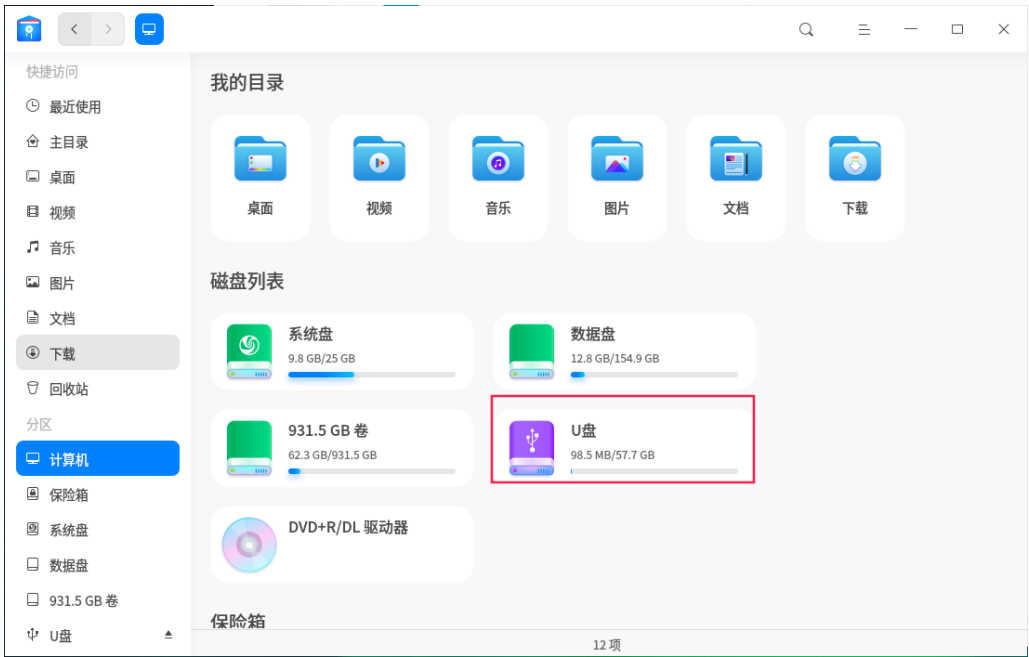 快捷访问
最近使用
主目录
桌面
视频
音乐
图片
文档
下载
回收站
分区
计算机
保险箱
系统盘
数据盘
931.5 GB 卷
U盘
我的目录
桌面
视频
音乐
图片
文档
下载
磁盘列表
系统盘
9.8 GB/25 GB
数据盘
12.8 GB/154.9 GB
931.5 GB 卷
62.3 GB/931.5 GB
U盘
98.5 MB/57.7 GB
DVD+R/DL 驱动器
保险箱
12 项